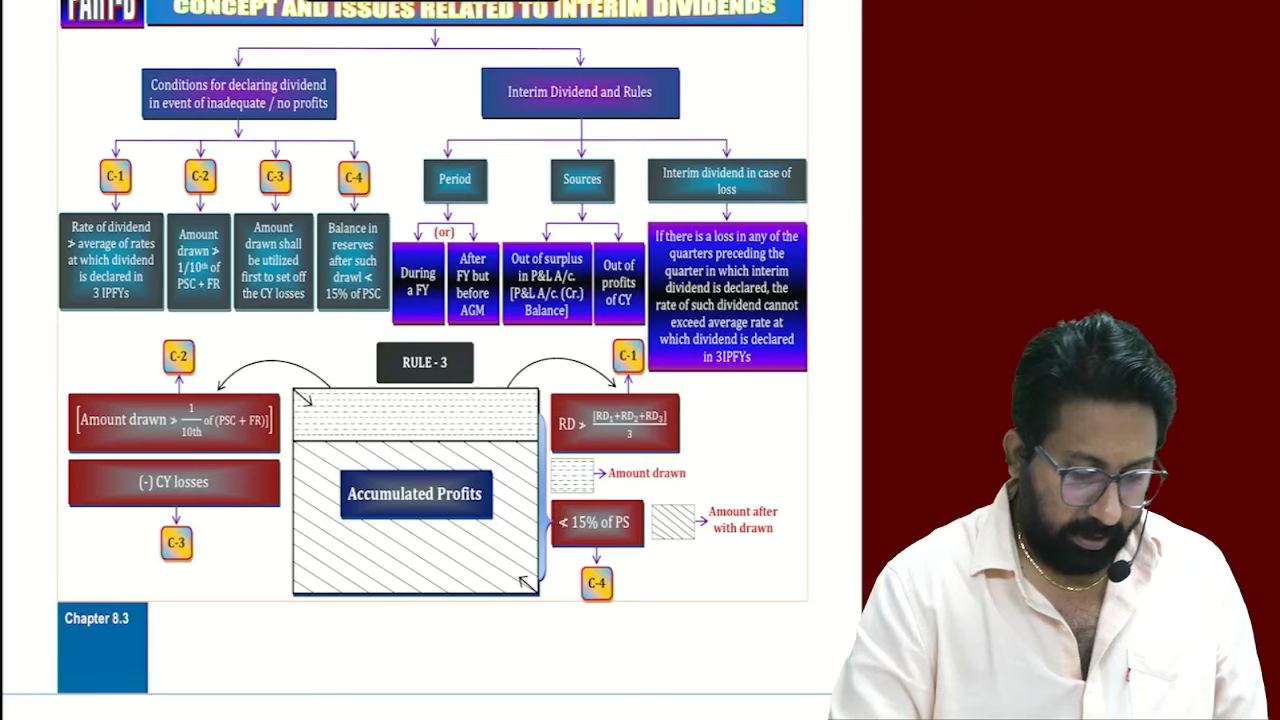 PART-B
CONCEPT AND ISSUES RELATED TO INTERIM DIVIDENDS
Conditions for declaring dividend
in event of inadequate / no profits
Interim Dividend and Rules
C-1
C-2
C-3
C-4
Period
Sources
Interim dividend in case of
loss
Rate of dividend
≯ average of rates
at which dividend
is declared in
3 IPFYs
Amount
drawn ≯
1/10th of
PSC + FR
Amount
drawn shall
be utilized
first to set off
the CY losses
Balance in
reserves
after such
drawl ≮
15% of PSC
(or)
During
a FY
After
FY but
before
AGM
Out of surplus
in P&L A/c.
[P&L A/c. (Cr.)
Balance]
Out of
profits
of CY
If there is a loss in any of the
quarters preceding the
quarter in which interim
dividend is declared, the
rate of such dividend cannot
exceed average rate at
which dividend is declared
in 3IPFYs
C-2
RULE - 3
C-1
[Amount drawn ≯ 1/10th of (PSC + FR)]
RD ≯ [RD₁+RD₂+RD₃]/3
(-) CY losses
Amount drawn
Accumulated Profits
≮ 15% of PS
Amount after
with drawn
C-3
C-4
Chapter 8.3